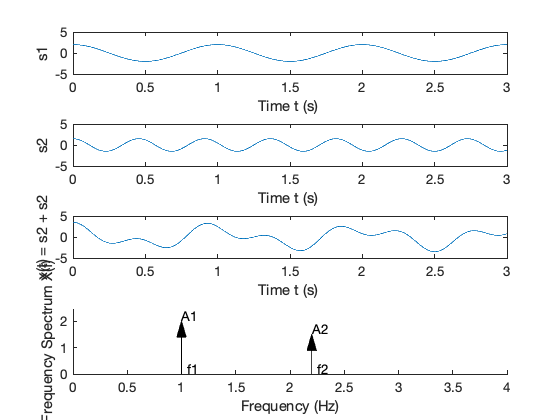 s1
5
0
-5
0 0.5 1 1.5 2 2.5 3
Time t (s)
s2
5
0
-5
0 0.5 1 1.5 2 2.5 3
Time t (s)
= s2 + s2
5
0
-5
0 0.5 1 1.5 2 2.5 3
Time t (s)
Frequency Spectrum
2
1
0
A1
f1
A2
f2
0 0.5 1 1.5 2 2.5 3 3.5 4
Frequency (Hz)